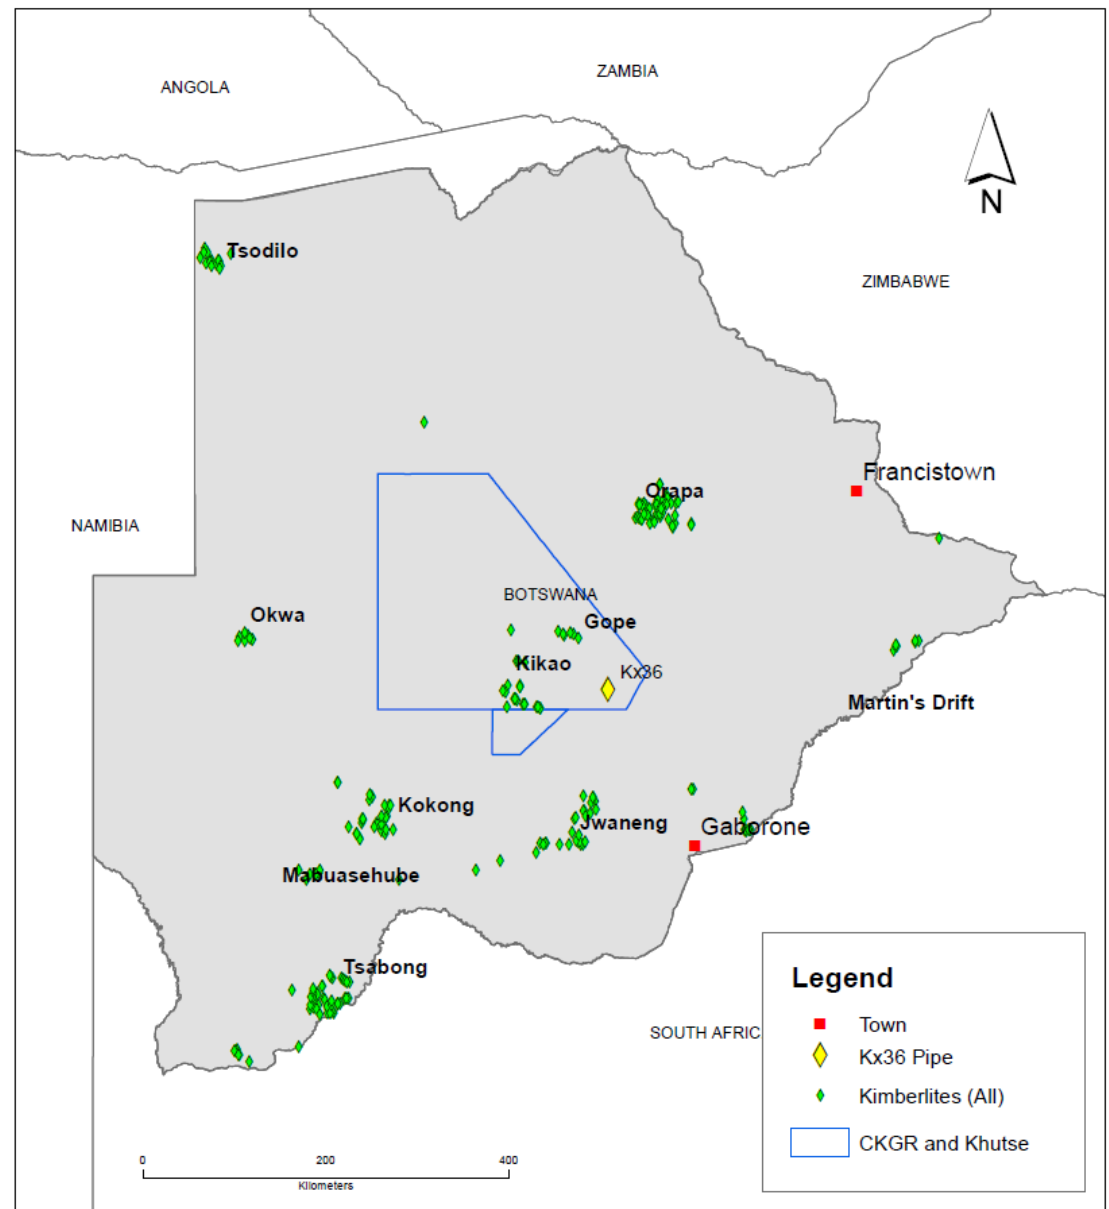 ANGOLA
ZAMBIA
N
Tsodilo
ZIMBABWE
Francistown
Orapa
NAMIBIA
BOTSWANA
Okwa
Gope
Kikao
Kx36
Martin's Drift
Kokong
Jwaneng
Gaborone
Mabuasehube
Tsabong
SOUTH AFRIC
Legend
Town
Kx36 Pipe
Kimberlites (All)
CKGR and Khutse
0 200 400
Kilometers